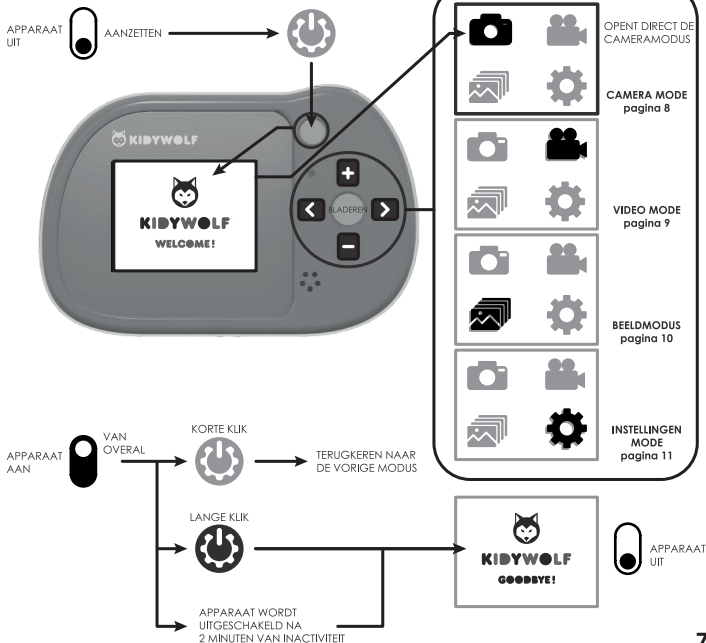 APPARAAT
UIT
AANZETTEN
OPENT DIRECT DE
CAMERAMODUS
CAMERA MODE
pagina 8
KIDYWOLF
KIDYWOLF
WELCOME!
BLADEREN
VIDEO MODE
pagina 9
BEELDMODUS
pagina 10
INSTELLINGEN
MODE
pagina 11
APPARAAT
AAN
VAN
OVERAL
KORTE KLIK
TERUGKEREN NAAR
DE VORIGE MODUS
LANGE KLIK
KIDYWOLF
GOODBYE!
APPARAAT
UIT
APPARAAT WORDT
UITGESCHAKELD NA
2 MINUTEN VAN INACTIVITEIT
7